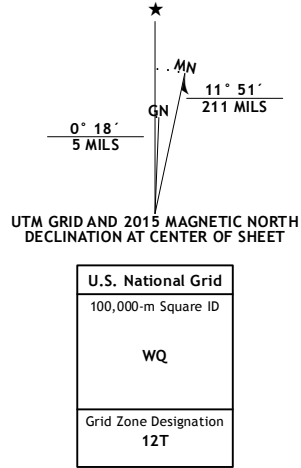 MN
11° 51´
211 MILS
GN
0° 18´
5 MILS
UTM GRID AND 2015 MAGNETIC NORTH
DECLINATION AT CENTER OF SHEET
U.S. National Grid
100,000-m Square ID
WQ
Grid Zone Designation
12T